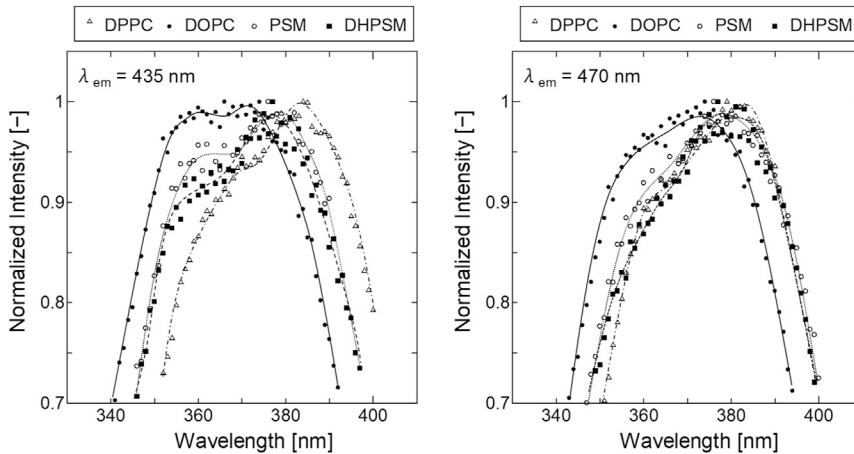 △ DPPC • DOPC ○ PSM ■ DHPSM
λ em = 435 nm
Normalized Intensity [−]
1
0.9
0.8
0.7
340 360 380 400
Wavelength [nm]
△ DPPC • DOPC ○ PSM ■ DHPSM
λ em = 470 nm
Normalized Intensity [−]
1
0.9
0.8
0.7
340 360 380 400
Wavelength [nm]